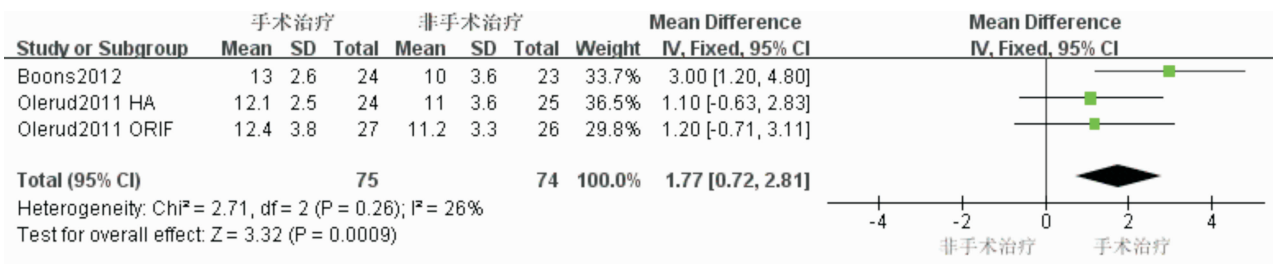 手术治疗 非手术治疗 Mean Difference Mean Difference
Study or Subgroup Mean SD Total Mean SD Total Weight IV, Fixed, 95% CI IV, Fixed, 95% CI
Boons2012 13 2.6 24 10 3.6 23 33.7% 3.00 [1.20, 4.80]
Olerud2011 HA 12.1 2.5 24 11 3.6 25 36.5% 1.10 [-0.63, 2.83]
Olerud2011 ORIF 12.4 3.8 27 11.2 3.3 26 29.8% 1.20 [-0.71, 3.11]
Total (95% CI) 75 74 100.0% 1.77 [0.72, 2.81]
Heterogeneity: Chi² = 2.71, df = 2 (P = 0.26); I² = 26%
Test for overall effect: Z = 3.32 (P = 0.0009)
-4 -2 0 2 4
非手术治疗 手术治疗